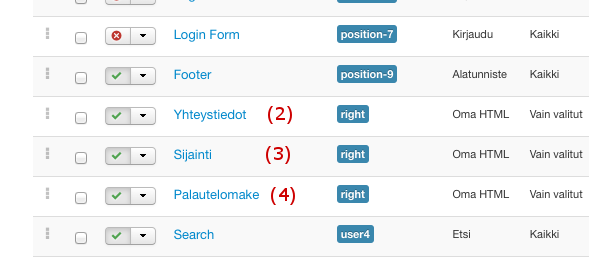 Login Form position-7 Kirjaudu Kaikki
Footer position-9 Alatunniste Kaikki
Yhteystiedot (2) right Oma HTML Vain valitut
Sijainti (3) right Oma HTML Vain valitut
Palautelomake (4) right Oma HTML Vain valitut
Search user4 Etsi Kaikki